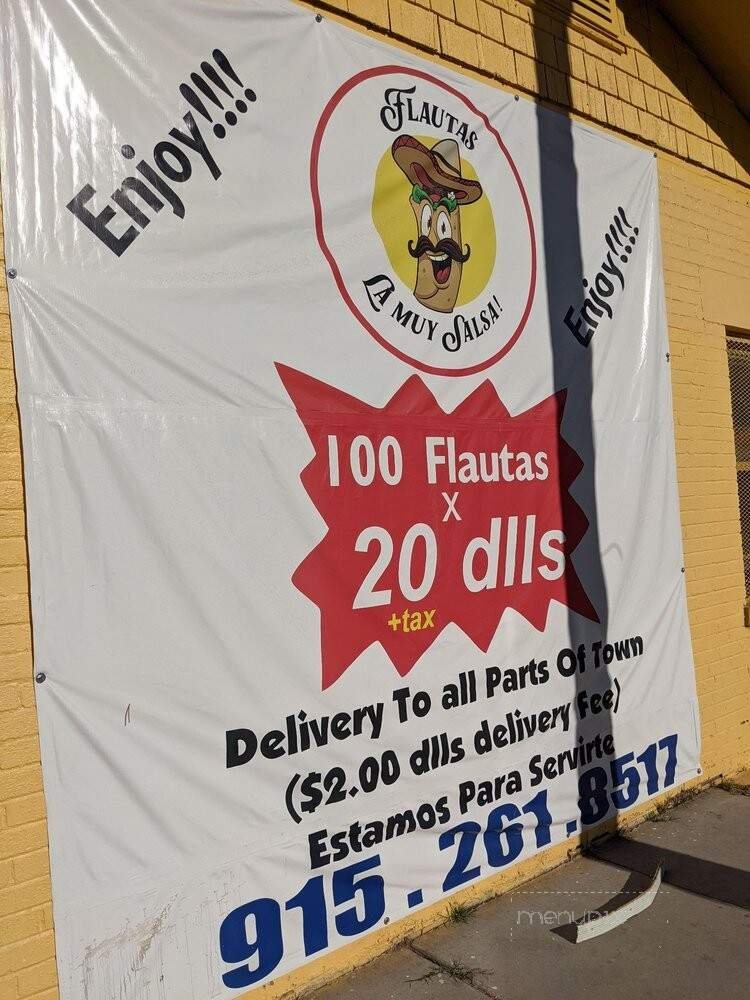 Enjoy!!!!
FLAUTAS
LA MUY SALSA!
Enjoy!!!!
100 Flautas
x
20 dlls
+tax
Delivery To all Parts Of Town
($2.00 dlls delivery Fee)
Estamos Para Servirte
915.261.8517